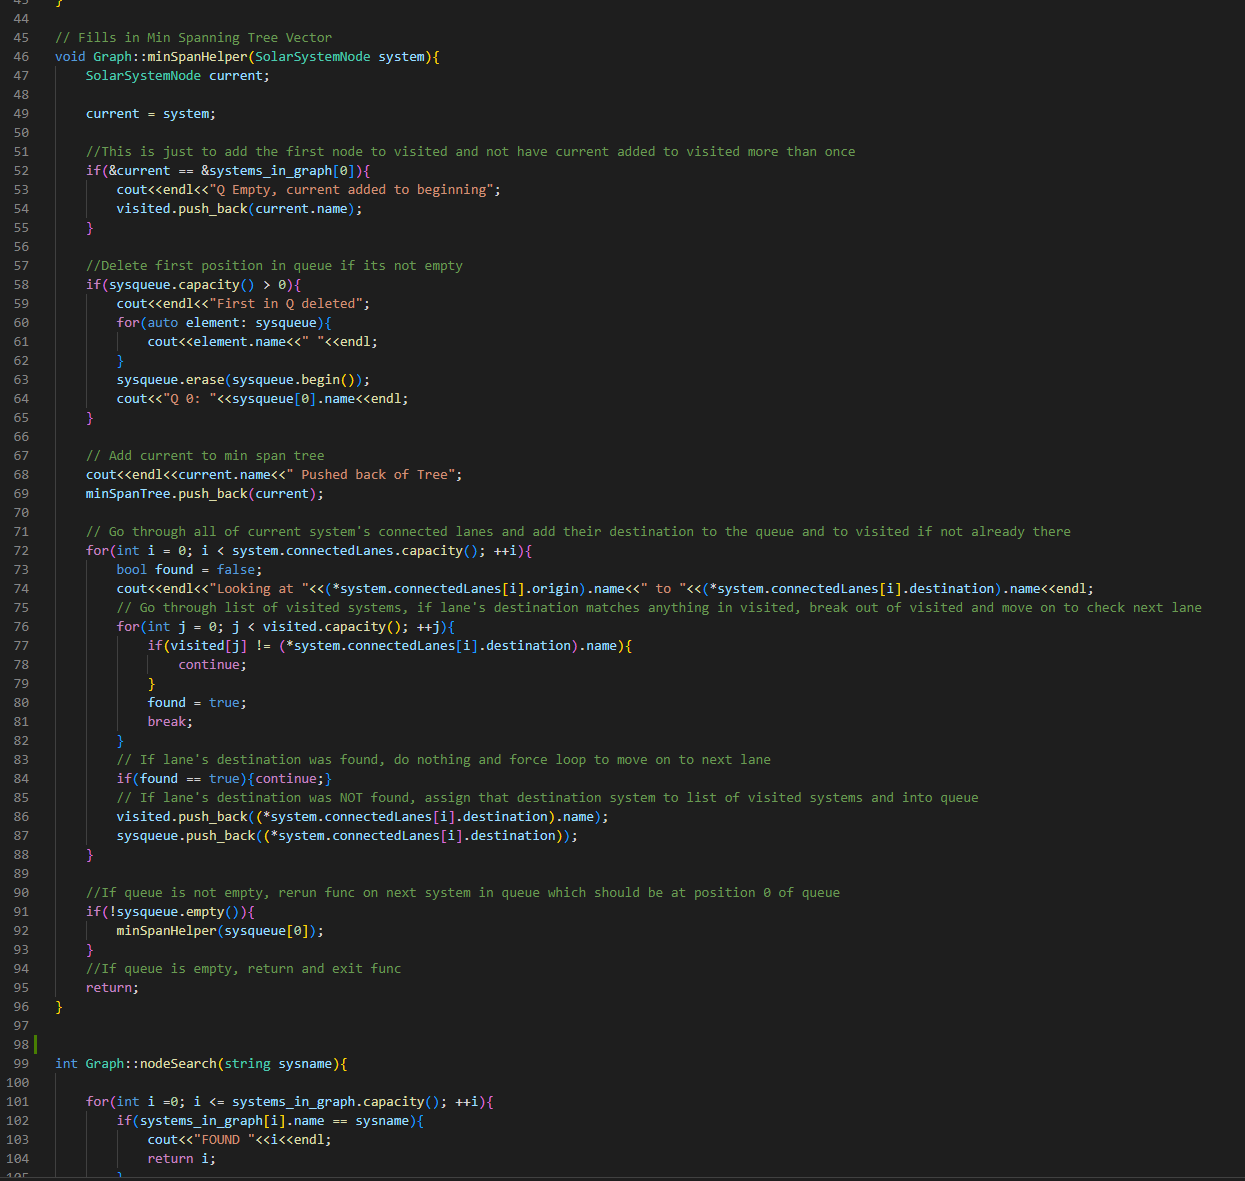 44
45 // Fills in Min Spanning Tree Vector
46 void Graph::minSpanHelper(SolarSystemNode system){
47 SolarSystemNode current;
48
49 current = system;
50
51 //This is just to add the first node to visited and not have current added to visited more than once
52 if(&current == &systems_in_graph[0]){
53 cout<<endl<<"Q Empty, current added to beginning";
54 visited.push_back(current.name);
55 }
56
57 //Delete first position in queue if its not empty
58 if(sysqueue.capacity() > 0){
59 cout<<endl<<"First in Q deleted";
60 for(auto element: sysqueue){
61 cout<<element.name<<" "<<endl;
62 }
63 sysqueue.erase(sysqueue.begin());
64 cout<<"Q 0: "<<sysqueue[0].name<<endl;
65 }
66
67 // Add current to min span tree
68 cout<<endl<<current.name<<" Pushed back of Tree";
69 minSpanTree.push_back(current);
70
71 // Go through all of current system's connected lanes and add their destination to the queue and to visited if not already there
72 for(int i = 0; i < system.connectedLanes.capacity(); ++i){
73 bool found = false;
74 cout<<endl<<"Looking at "<<(*system.connectedLanes[i].origin).name<<" to "<<(*system.connectedLanes[i].destination).name<<endl;
75 // Go through list of visited systems, if lane's destination matches anything in visited, break out of visited and move on to check next lane
76 for(int j = 0; j < visited.capacity(); ++j){
77 if(visited[j] != (*system.connectedLanes[i].destination).name){
78 continue;
79 }
80 found = true;
81 break;
82 }
83 // If lane's destination was found, do nothing and force loop to move on to next lane
84 if(found == true){continue;}
85 // If lane's destination was NOT found, assign that destination system to list of visited systems and into queue
86 visited.push_back((*system.connectedLanes[i].destination).name);
87 sysqueue.push_back((*system.connectedLanes[i].destination));
88 }
89
90 //If queue is not empty, rerun func on next system in queue which should be at position 0 of queue
91 if(!sysqueue.empty()){
92 minSpanHelper(sysqueue[0]);
93 }
94 //If queue is empty, return and exit func
95 return;
96 }
97
98
99 int Graph::nodeSearch(string sysname){
100
101 for(int i =0; i <= systems_in_graph.capacity(); ++i){
102 if(systems_in_graph[i].name == sysname){
103 cout<<"FOUND "<<i<<endl;
104 return i;